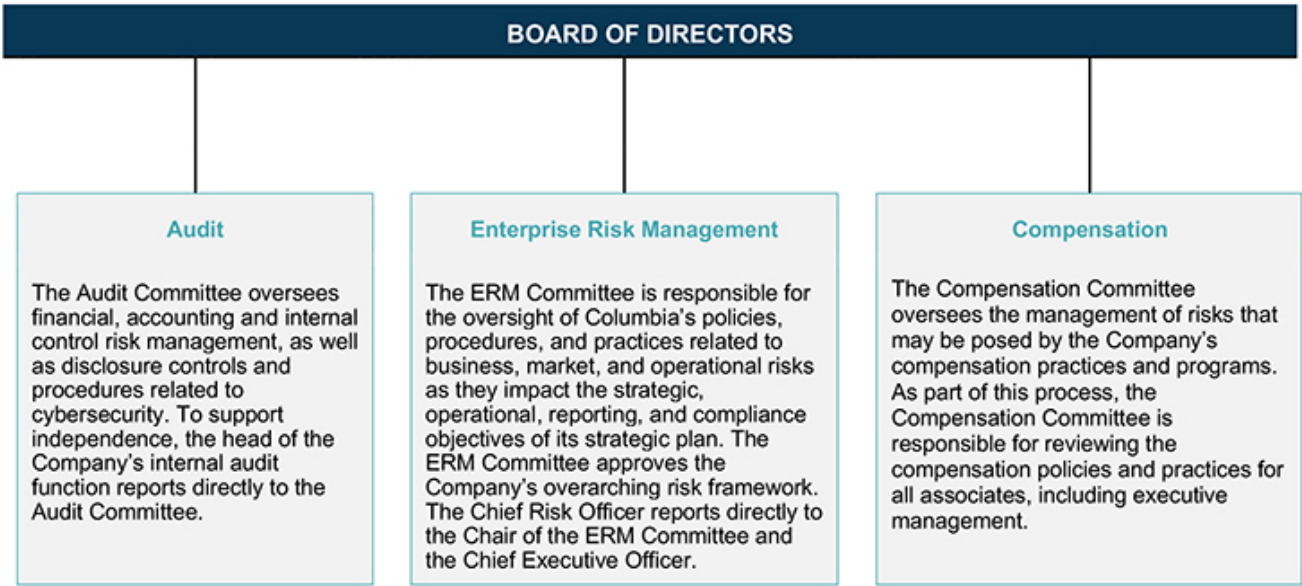 BOARD OF DIRECTORS
Audit
The Audit Committee oversees
financial, accounting and internal
control risk management, as well
as disclosure controls and
procedures related to
cybersecurity. To support
independence, the head of the
Company's internal audit
function reports directly to the
Audit Committee.
Enterprise Risk Management
The ERM Committee is responsible for
the oversight of Columbia's policies,
procedures, and practices related to
business, market, and operational risks
as they impact the strategic,
operational, reporting, and compliance
objectives of its strategic plan. The
ERM Committee approves the
Company's overarching risk framework.
The Chief Risk Officer reports directly to
the Chair of the ERM Committee and
the Chief Executive Officer.
Compensation
The Compensation Committee
oversees the management of risks that
may be posed by the Company's
compensation practices and programs.
As part of this process, the
Compensation Committee is
responsible for reviewing the
compensation policies and practices for
all associates, including executive
management.